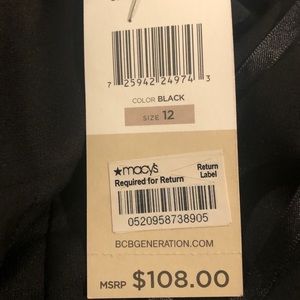 7 25942 24974 3
COLOR BLACK
SIZE 12
★macy's Return
Required for Return Label
0520958738905
BCBGENERATION.COM
MSRP $108.00